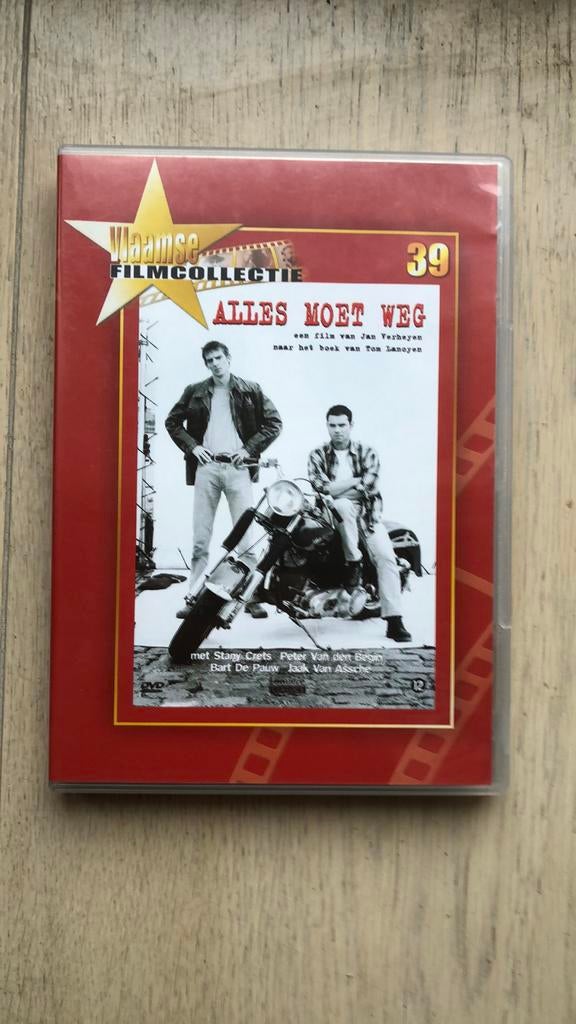 Vlaamse
FILMCOLLECTIE
39
ALLES MOET WEG
een film van Jan Verheyen
naar het boek van Tom Lanoyen
met Stany Crets Peter Van den Begin
Bart De Pauw Jaak Van Assche
DVD
12